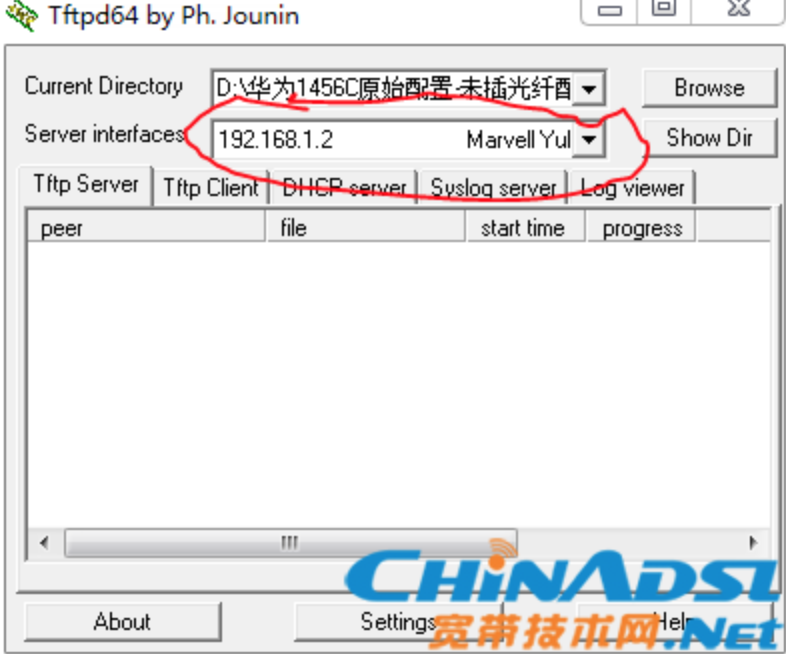 Tftpd64 by Ph. Jounin
Current Directory D:\华为1456C原始配置-未插光纤配 Browse
Server interfaces 192.168.1.2 Marvell Yul Show Dir
Tftp Server Tftp Client DHCP server Syslog server Log viewer
peer file start time progress
About Settings Help
CHINADSL
宽带技术网.Net